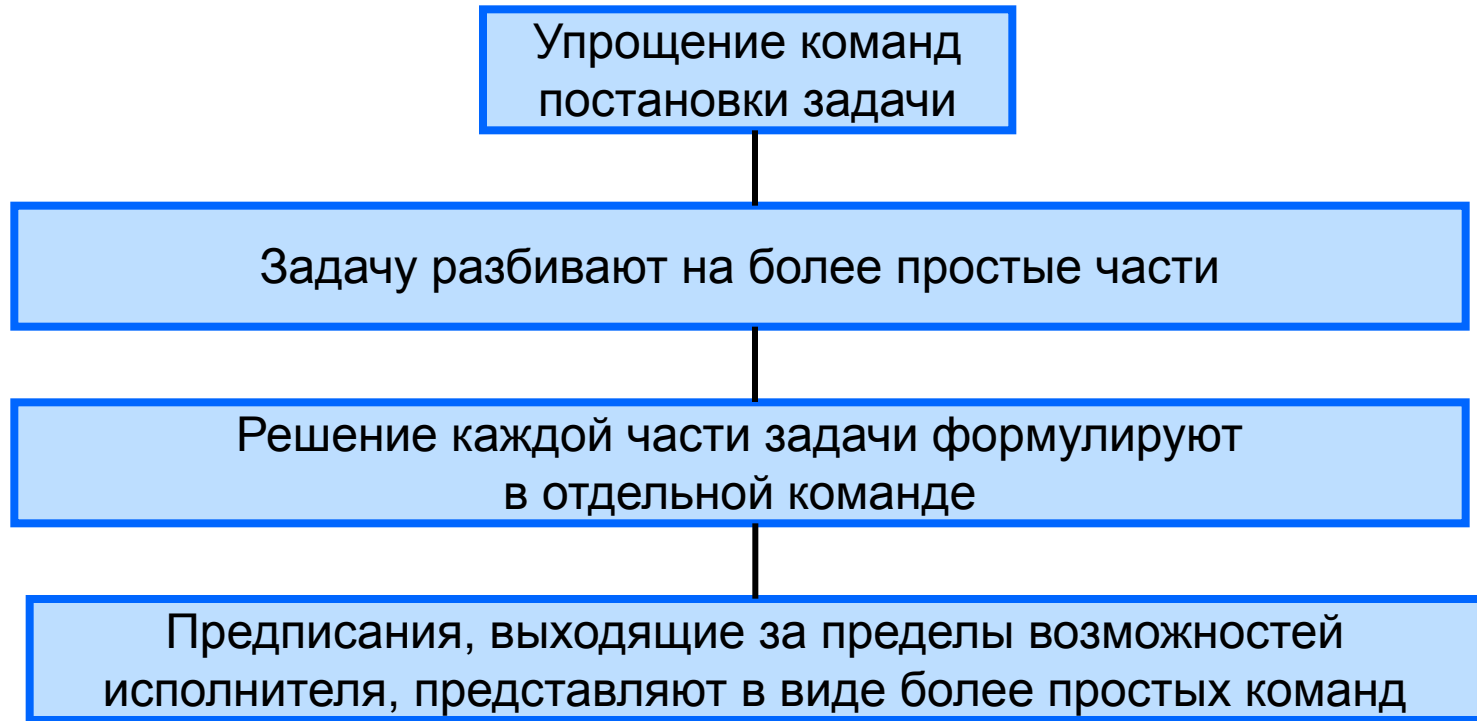 Упрощение команд
постановки задачи
Задачу разбивают на более простые части
Решение каждой части задачи формулируют
в отдельной команде
Предписания, выходящие за пределы возможностей
исполнителя, представляют в виде более простых команд